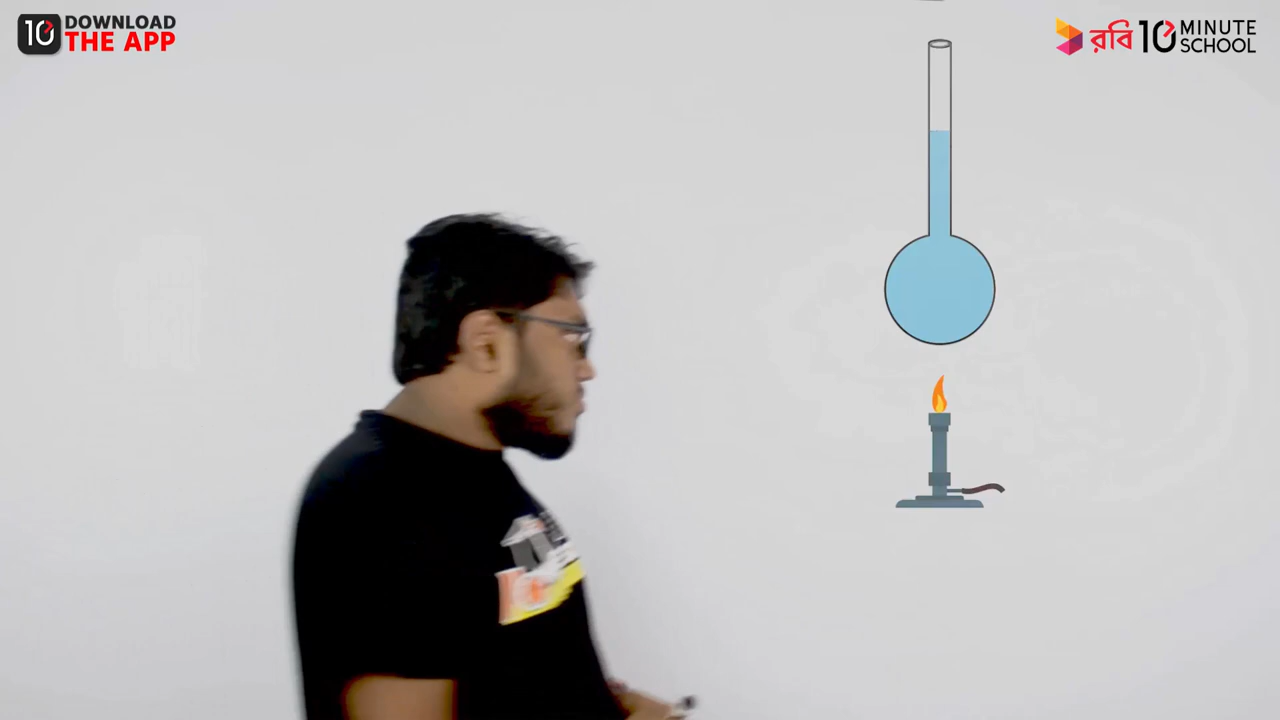 10
DOWNLOAD
THE APP
রবি
10 MINUTE
SCHOOL